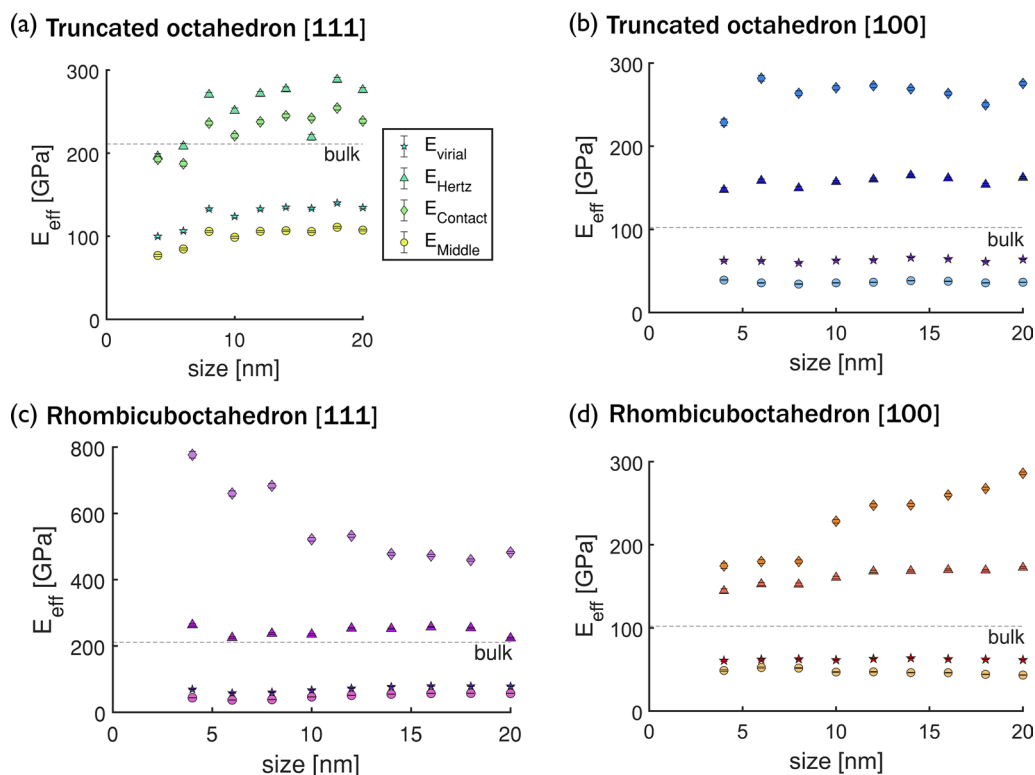 (a) Truncated octahedron [111]
300
200
100
0
E_eff [GPa]
bulk
0 5 10 15 20
size [nm]
E_virial
E_Hertz
E_Contact
E_Middle
(b) Truncated octahedron [100]
300
200
100
0
E_eff [GPa]
bulk
0 5 10 15 20
size [nm]
(c) Rhombicuboctahedron [111]
800
600
400
200
0
E_eff [GPa]
bulk
0 5 10 15 20
size [nm]
(d) Rhombicuboctahedron [100]
300
200
100
0
E_eff [GPa]
bulk
0 5 10 15 20
size [nm]